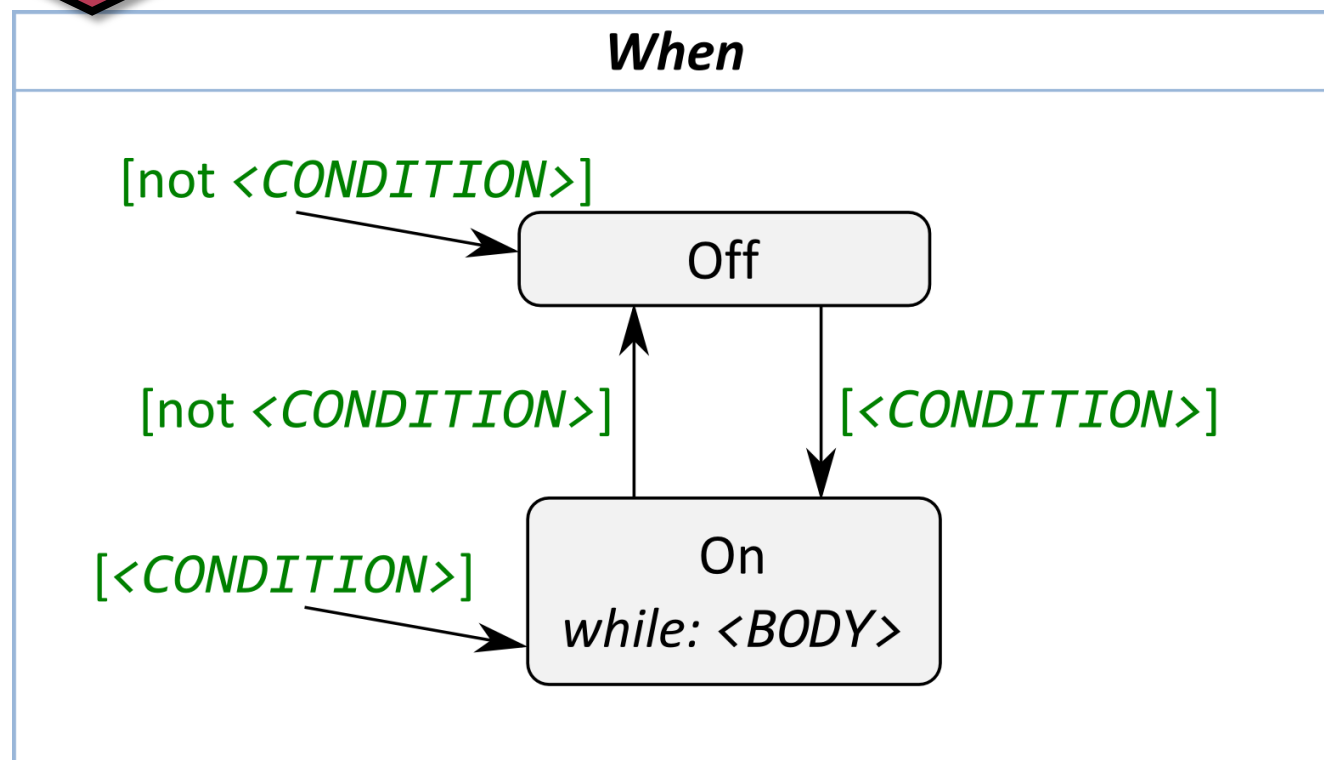 When
[not <CONDITION>]
Off
[not <CONDITION>]
[<CONDITION>]
[<CONDITION>]
On
while: <BODY>